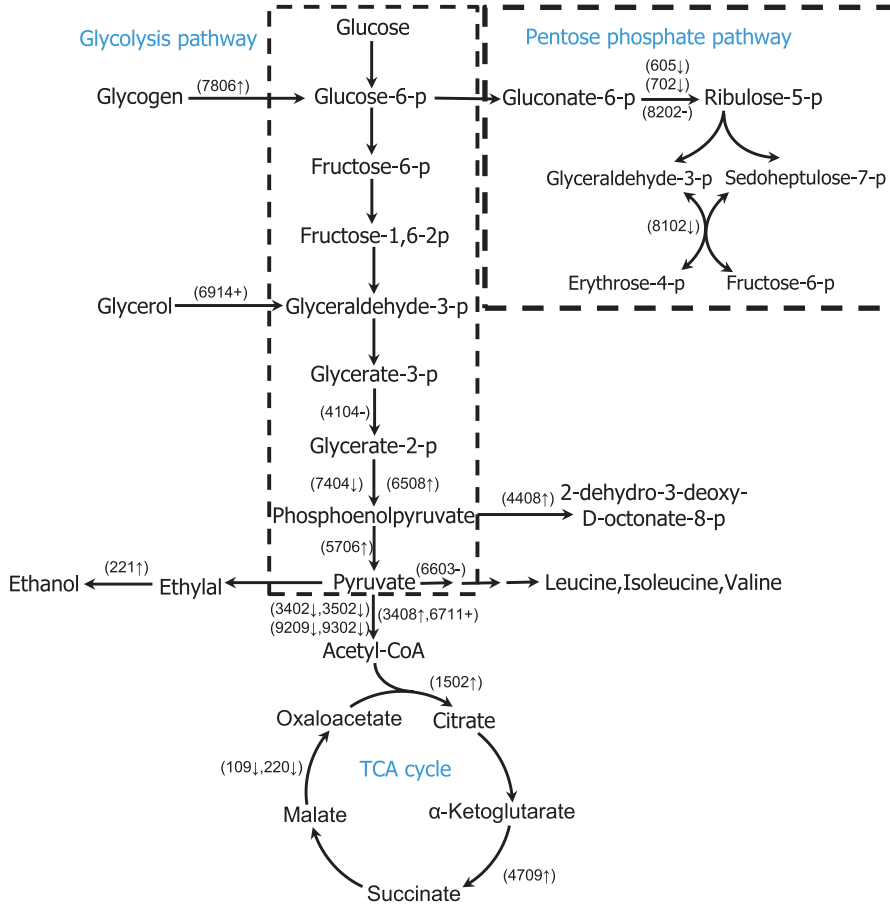 Glycolysis pathway
Glucose
Pentose phosphate pathway
Glycogen
(7806↑)
Glucose-6-p
Gluconate-6-p
(605↓)
(702↓)
(8202-)
Ribulose-5-p
Fructose-6-p
Glyceraldehyde-3-p
Sedoheptulose-7-p
Fructose-1,6-2p
(8102↓)
Erythrose-4-p
Fructose-6-p
Glycerol
(6914+)
Glyceraldehyde-3-p
Glycerate-3-p
(4104-)
Glycerate-2-p
(7404↓)
(6508↑)
Phosphoenolpyruvate
(4408↑)
2-dehydro-3-deoxy-
D-octonate-8-p
(5706↑)
Ethanol
(221↑)
Ethylal
Pyruvate
(6603-)
Leucine,Isoleucine,Valine
(3402↓,3502↓)
(9209↓,9302↓)
(3408↑,6711+)
Acetyl-CoA
(1502↑)
Oxaloacetate
Citrate
(109↓,220↓)
TCA cycle
Malate
α-Ketoglutarate
(4709↑)
Succinate